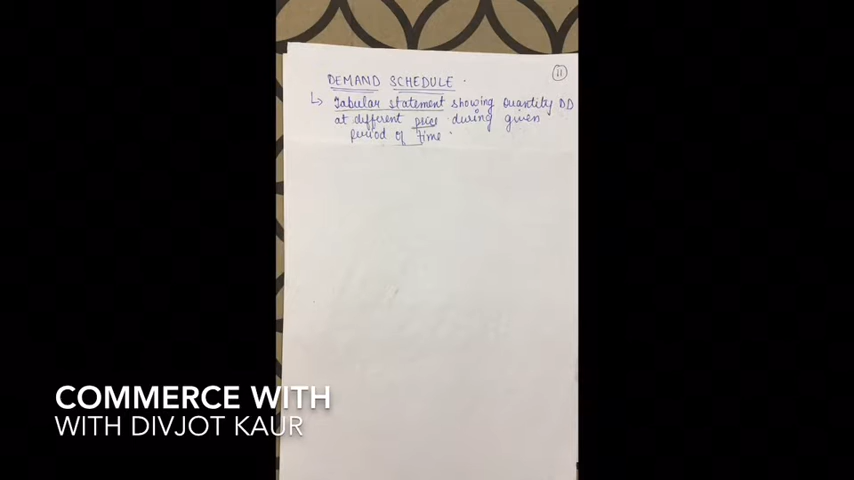 11
DEMAND SCHEDULE.
↳ Tabular statement showing quantity DD
at different price during given
period of time.
COMMERCE WITH
WITH DIVJOT KAUR